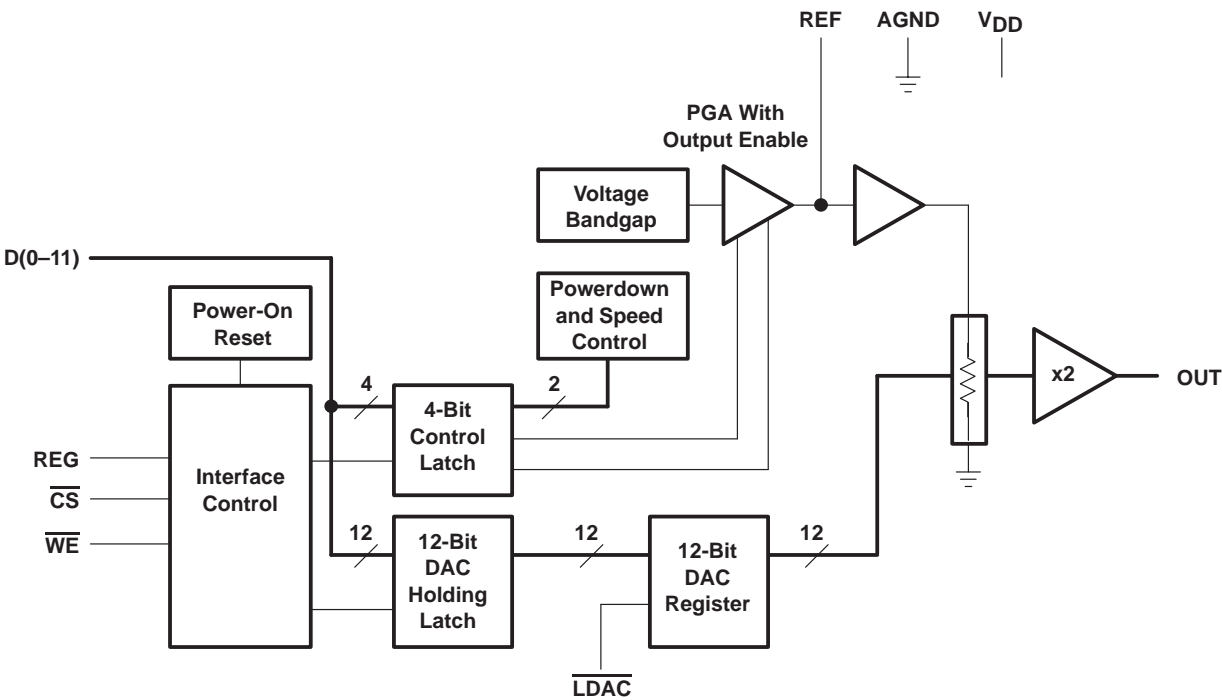 REF AGND VDD
PGA With
Output Enable
Voltage
Bandgap
D(0–11)
Power-On
Reset
Powerdown
and Speed
Control
4
2
x2
OUT
4-Bit
Control
Latch
REG
CS
WE
Interface
Control
12
12
12
12-Bit
DAC
Holding
Latch
12-Bit
DAC
Register
LDAC